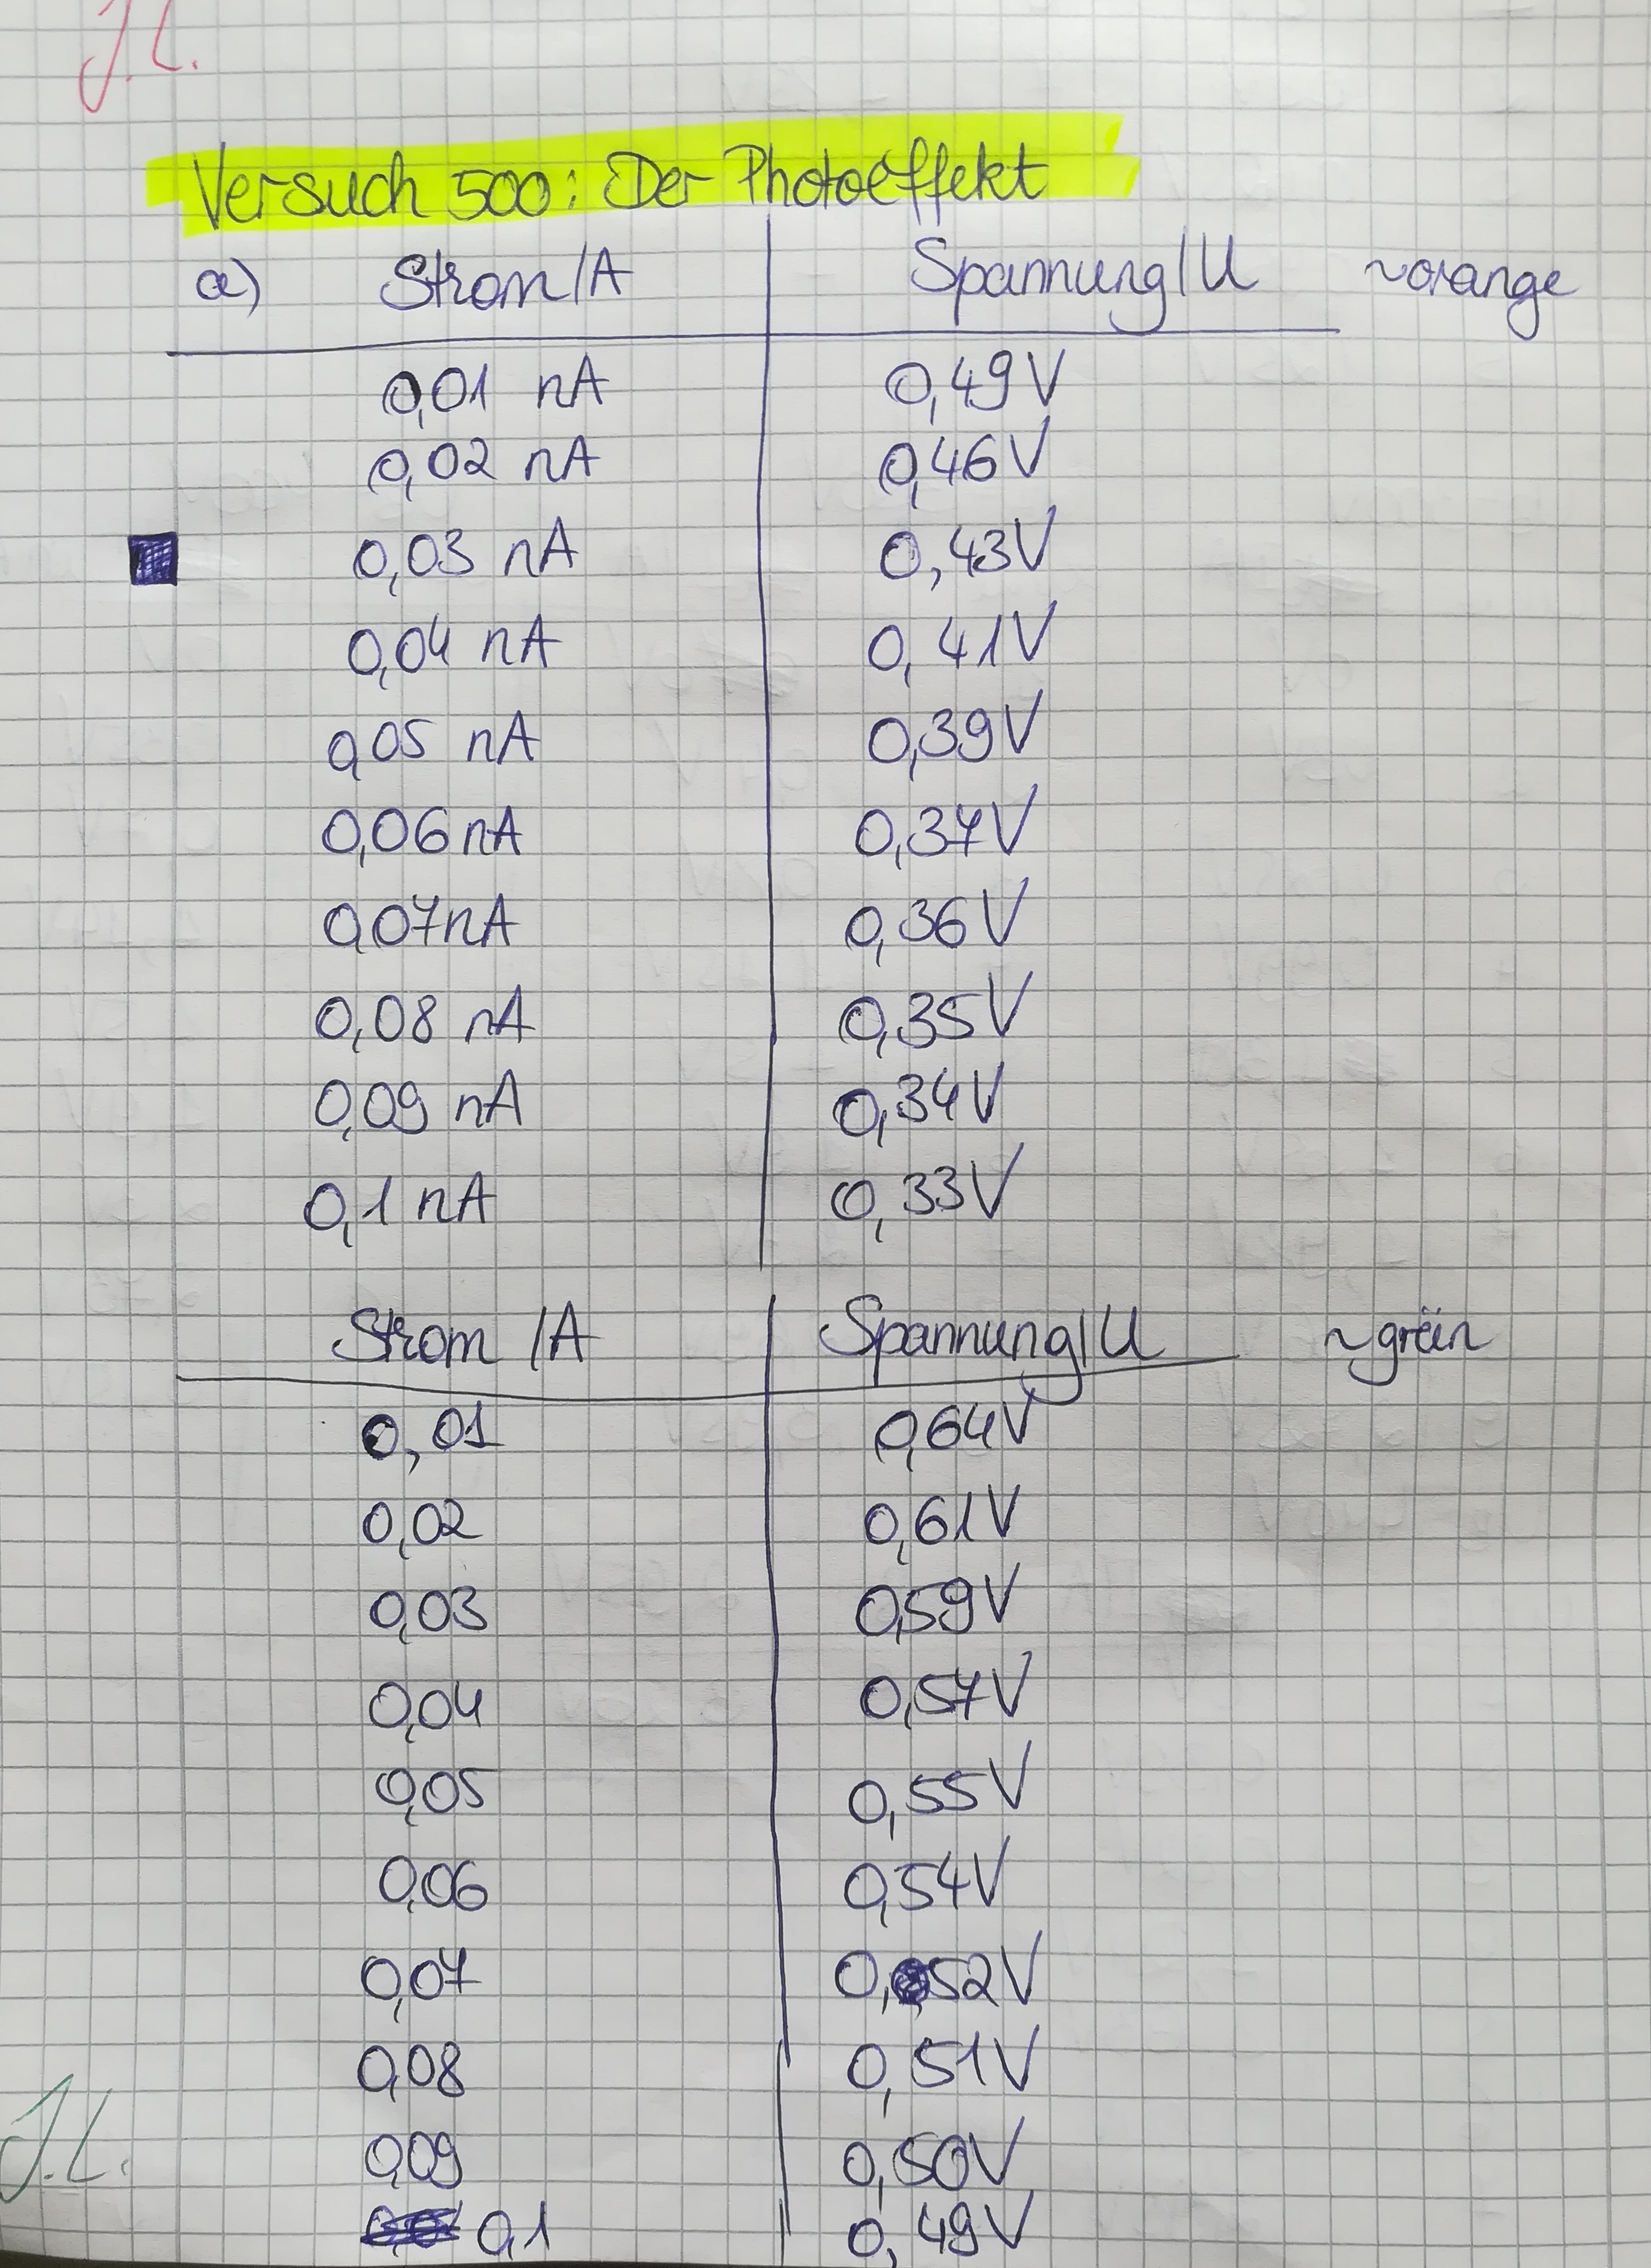 J.L.
Versuch 500: Der Photoeffekt
a) Strom/A Spannung/U ~orange
0,01 nA 0,49V
0,02 nA 0,46V
0,03 nA 0,43V
0,04 nA 0,41V
0,05 nA 0,39V
0,06 nA 0,37V
0,07 nA 0,36V
0,08 nA 0,35V
0,09 nA 0,34V
0,1 nA 0,33V
Strom /A Spannung/U ~grün
0,01 0,64V
0,02 0,61V
0,03 0,59V
0,04 0,57V
0,05 0,55V
0,06 0,54V
0,07 0,52V
0,08 0,51V
0,09 0,50V
0,1 0,49V
J.L.